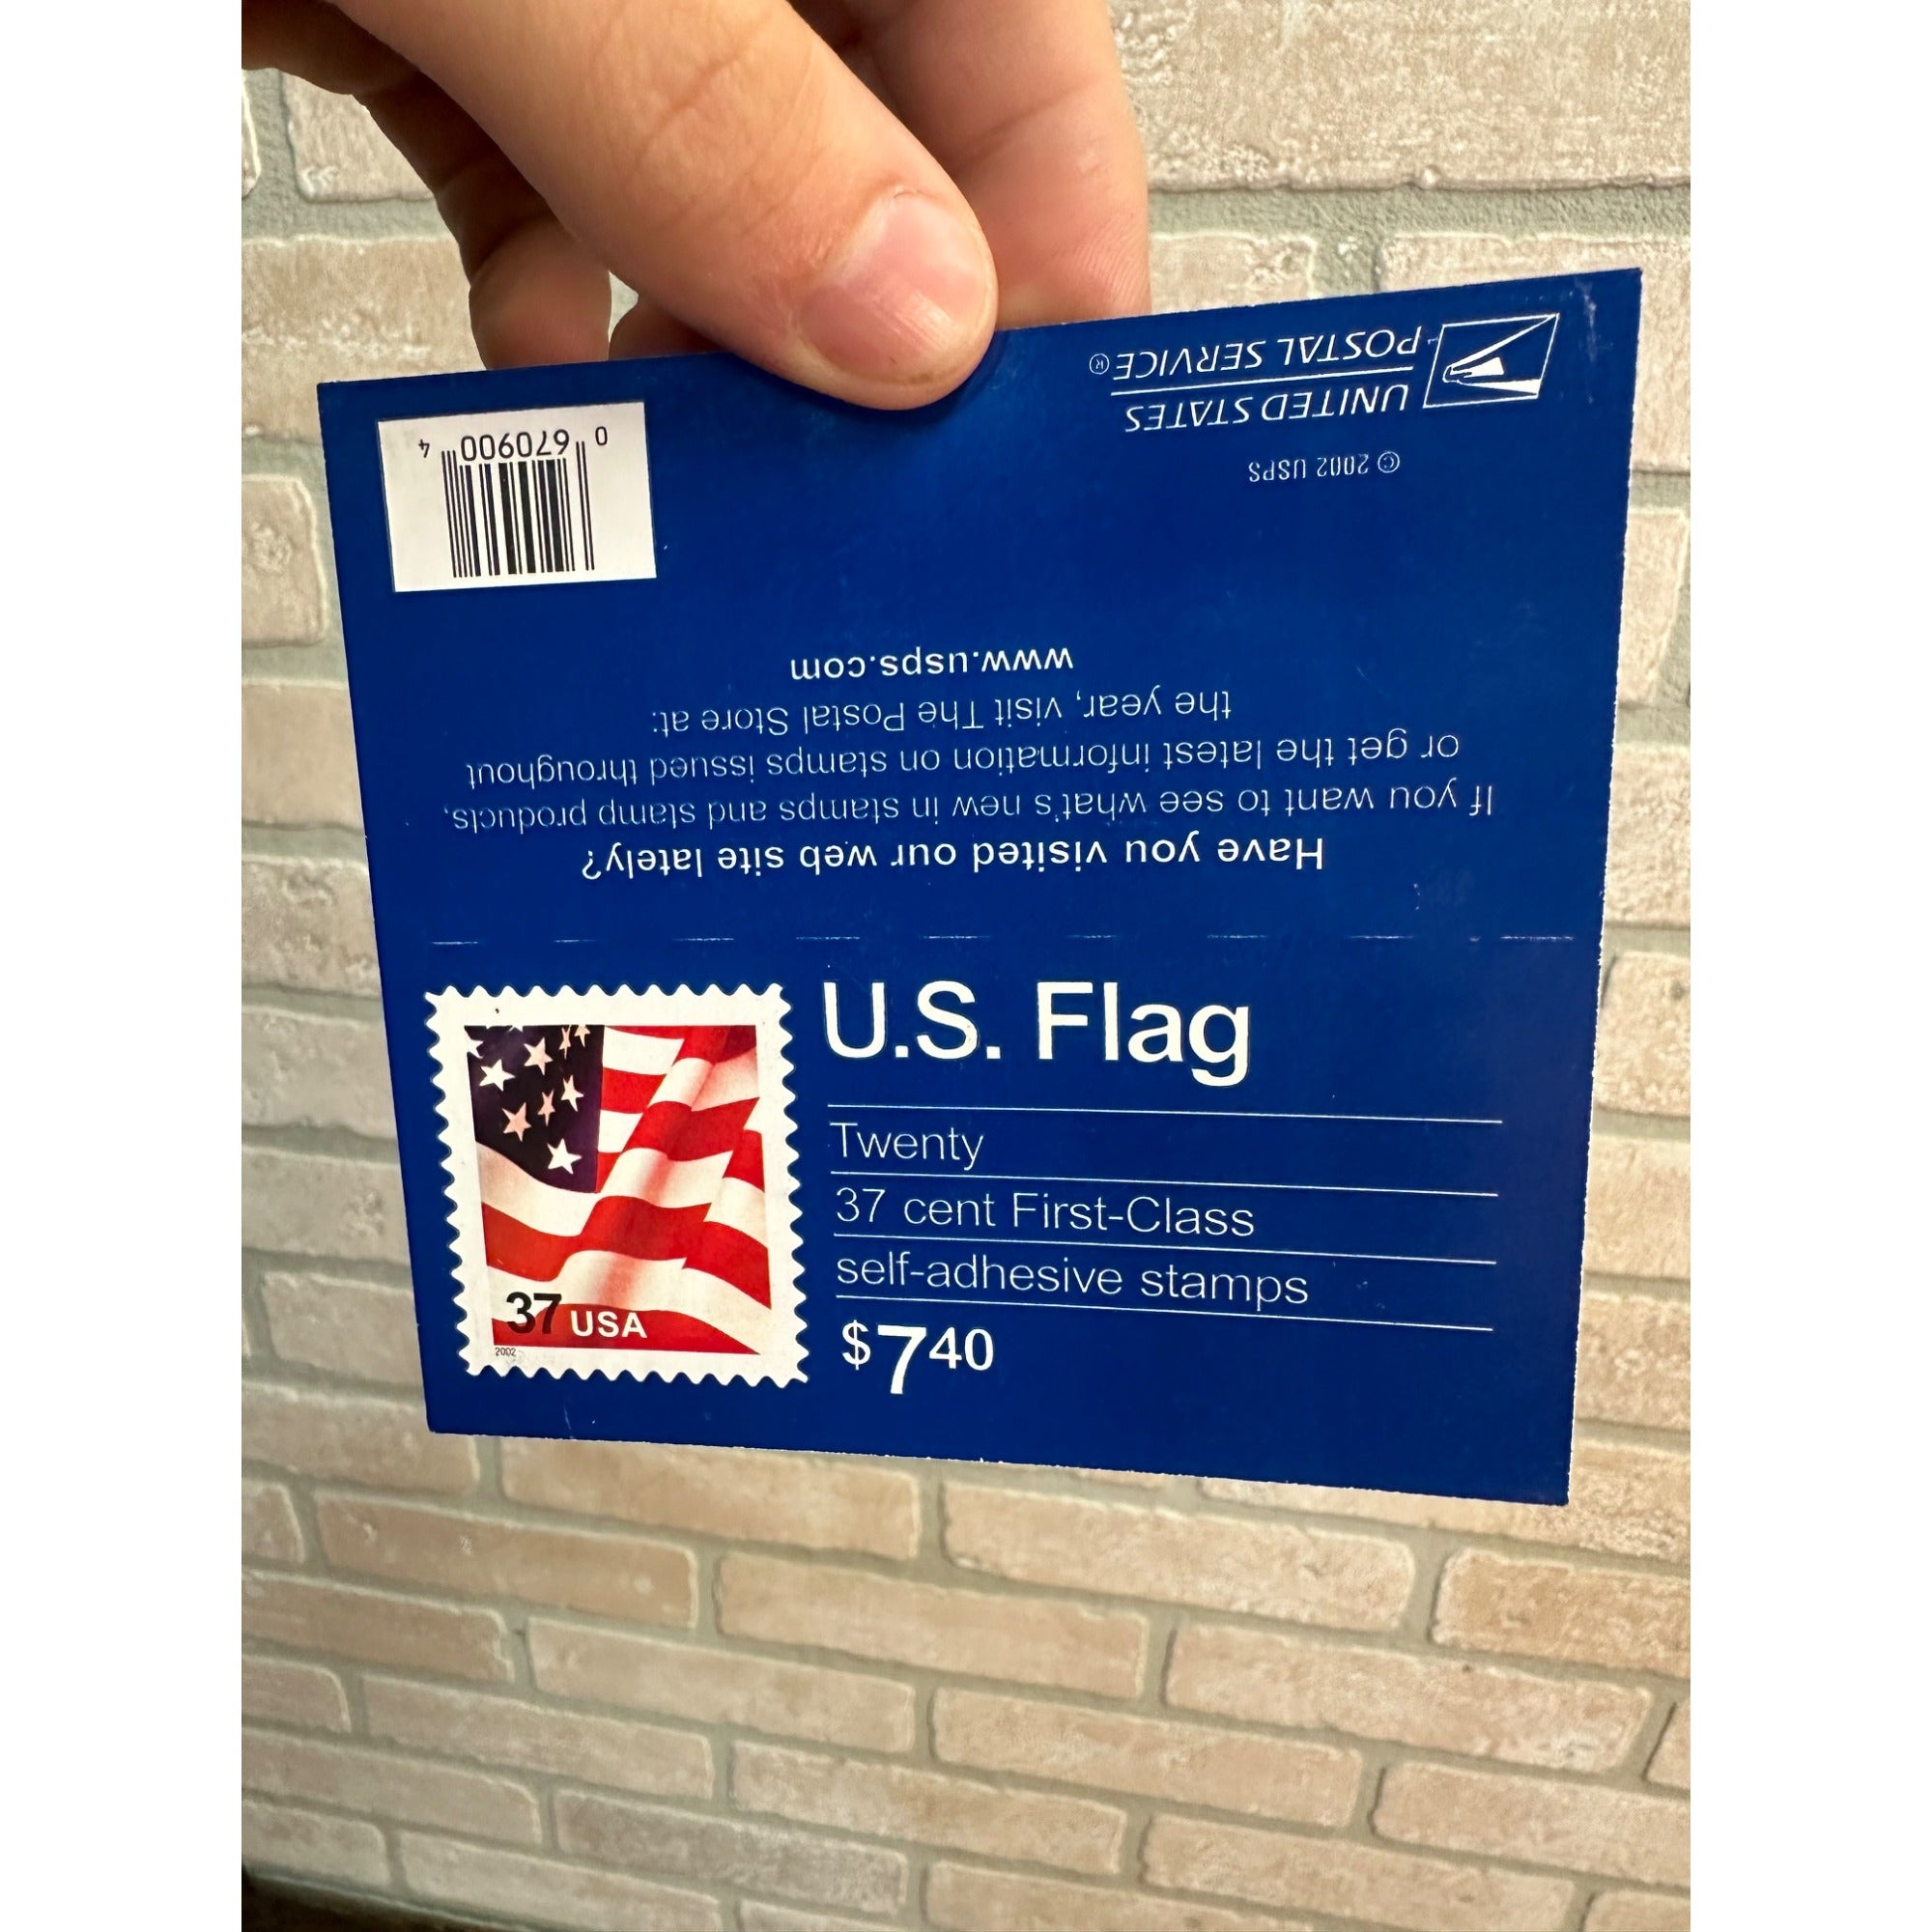 U.S. Flag
Twenty
37 cent First-Class
self-adhesive stamps
$7 40
37 USA
2002
Have you visited our web site lately?
If you want to see what's new in stamps and stamp products,
or get the latest information on stamps issued throughout
the year, visit The Postal Store at:
www.usps.com
© 2002 USPS
UNITED STATES
POSTAL SERVICE®
0 670900 4